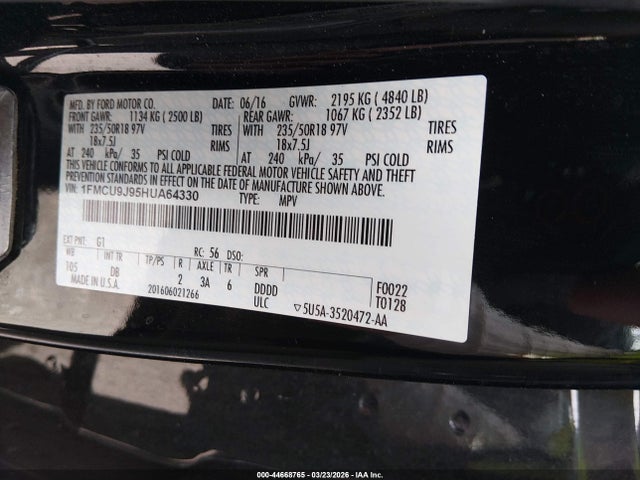 MFD. BY FORD MOTOR CO. DATE: 06/16 GVWR: 2195 KG ( 4840 LB)
FRONT GAWR: 1134 KG ( 2500 LB) REAR GAWR: 1067 KG ( 2352 LB)
WITH 235/50R18 97V TIRES WITH 235/50R18 97V TIRES
18x7.5J RIMS 18x7.5J RIMS
AT 240 kPa/ 35 PSI COLD AT 240 kPa/ 35 PSI COLD
THIS VEHICLE CONFORMS TO ALL APPLICABLE FEDERAL MOTOR VEHICLE SAFETY AND THEFT
PREVENTION STANDARDS IN EFFECT ON THE DATE OF MANUFACTURE SHOWN ABOVE.
VIN: 1FMCU9J95HUA64330 TYPE: MPV
EXT PNT: G1 RC: 56 DSO:
WB INT TR TP/PS R AXLE TR SPR
105 DB 2 3A 6 DDDD F0022
MADE IN U.S.A. 201606021266 ULC ▽5U5A-3520472-AA T0128
000-44668765 - 03/23/2026 - IAA Inc.